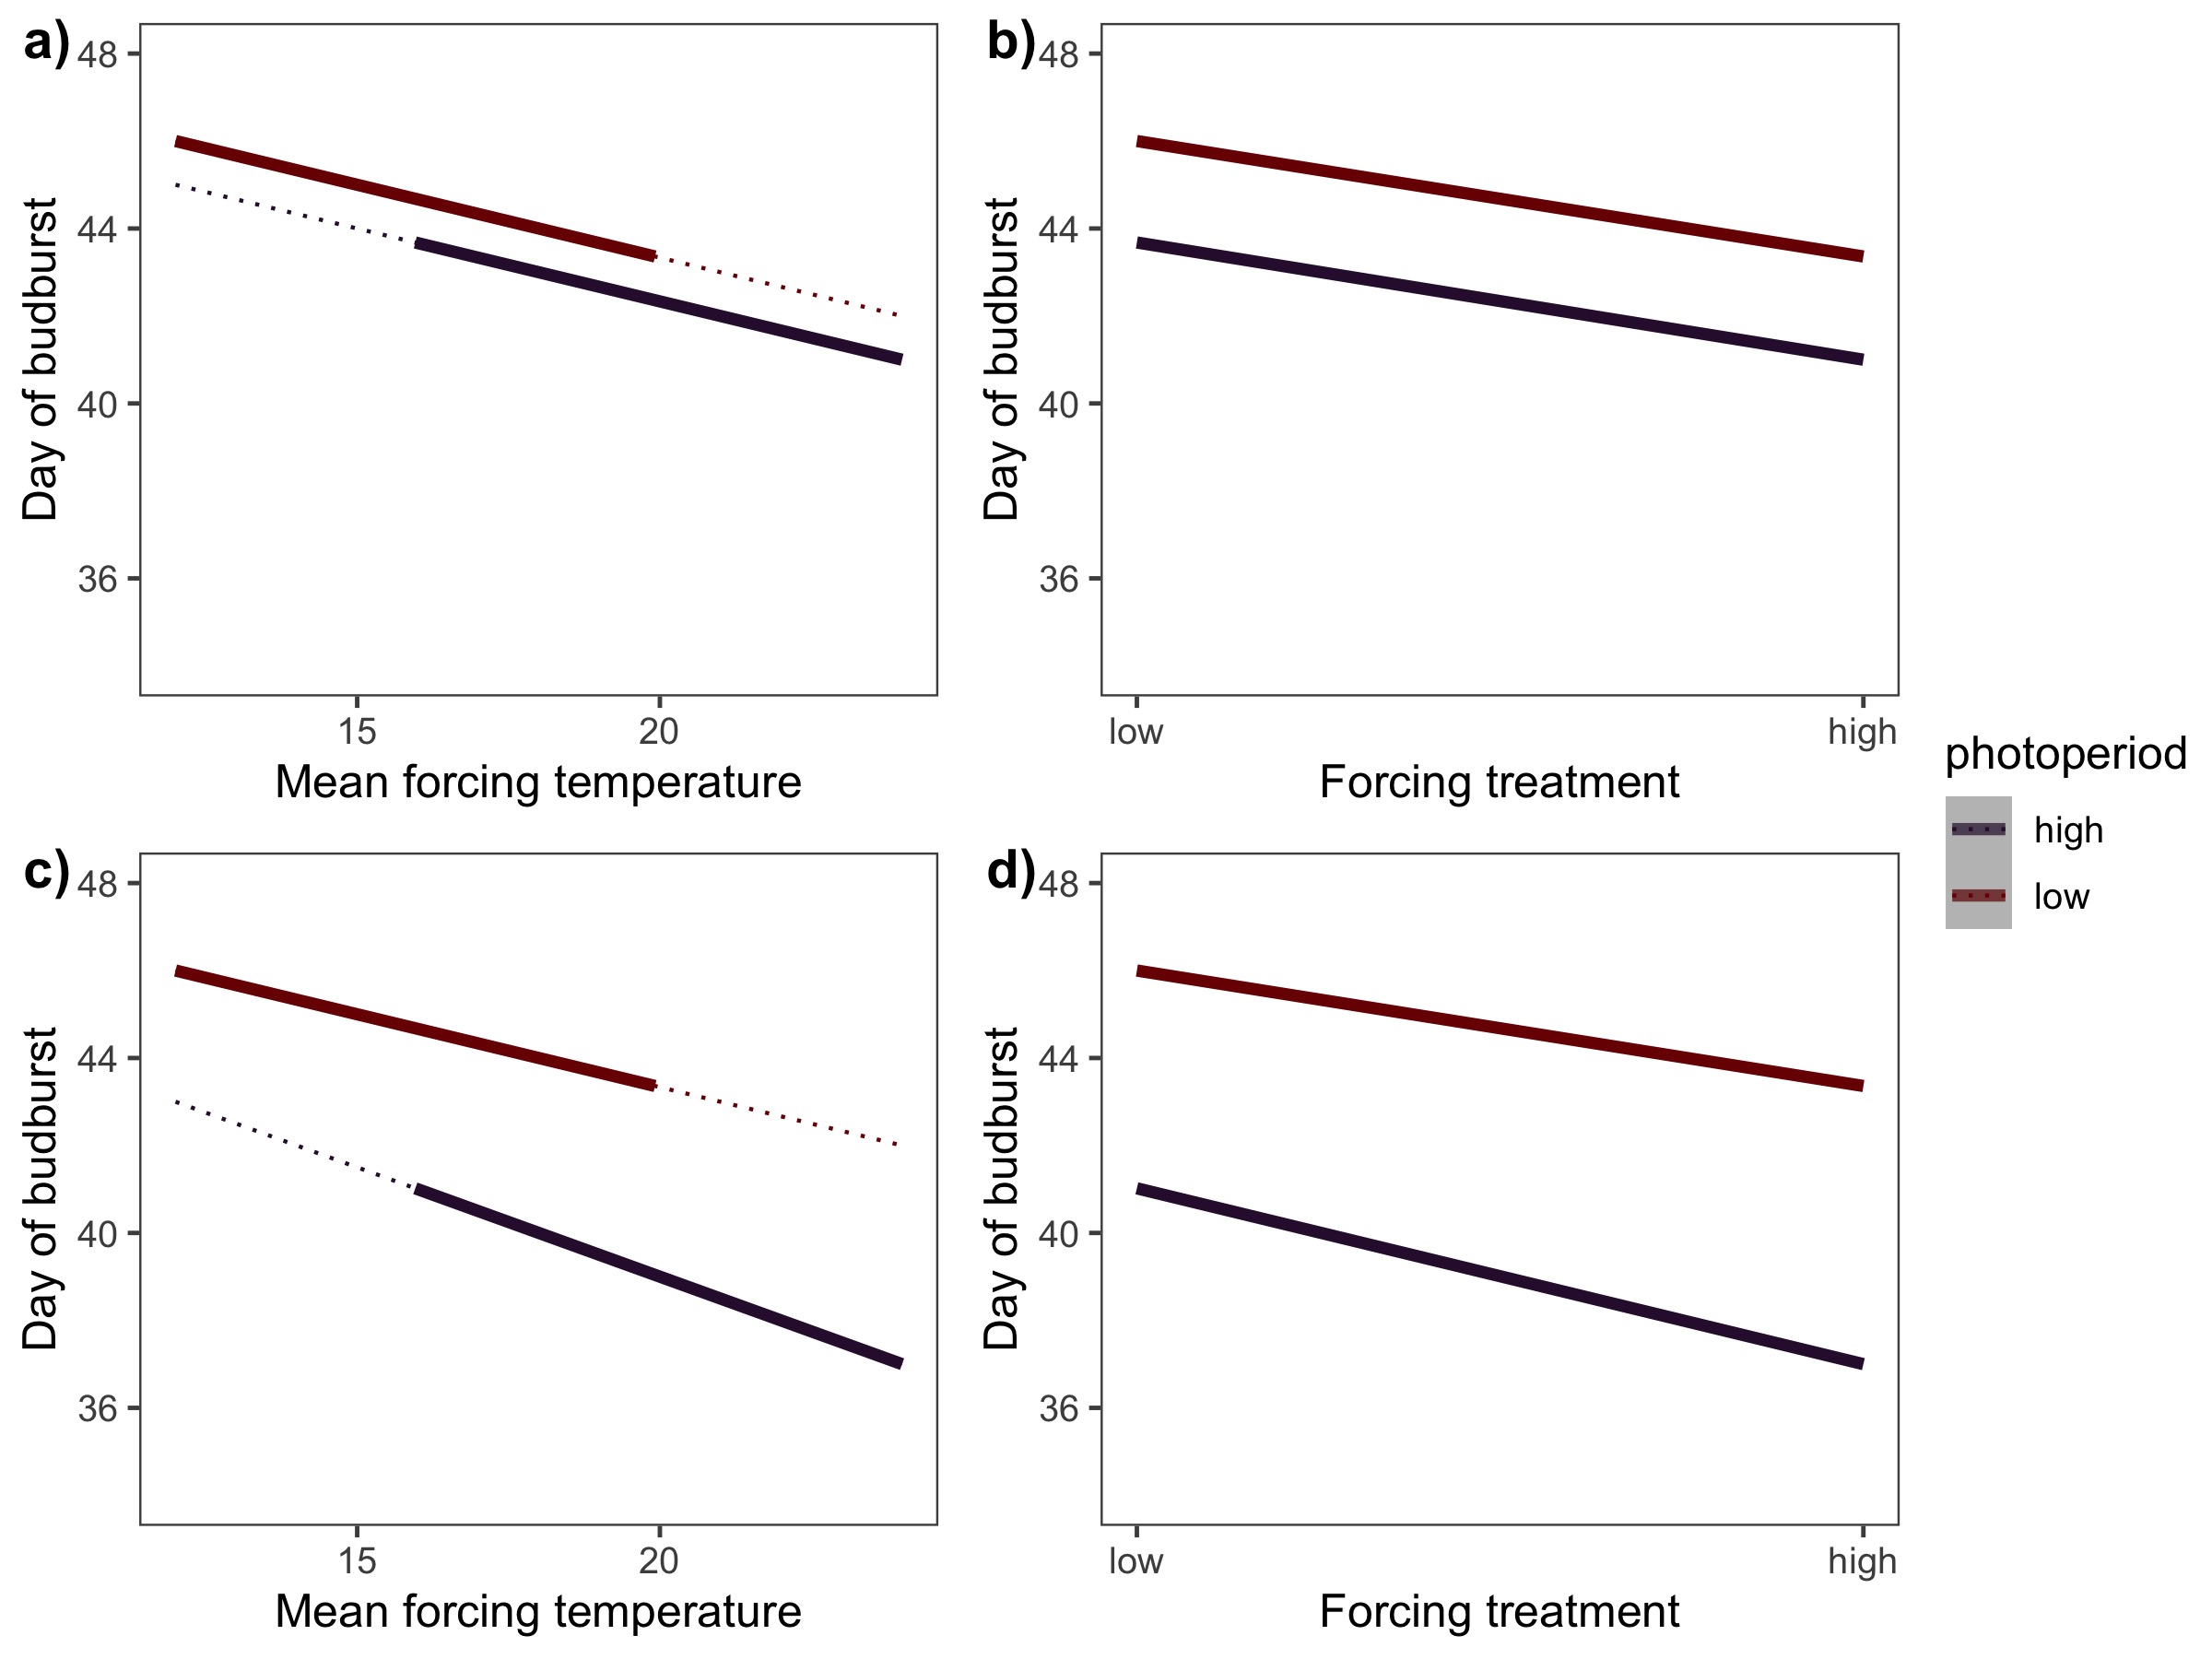 a)
48
44
40
36
Day of budburst
15
20
Mean forcing temperature
b)
48
44
40
36
Day of budburst
low
high
Forcing treatment
photoperiod
high
low
c)
48
44
40
36
Day of budburst
15
20
Mean forcing temperature
d)
48
44
40
36
Day of budburst
low
high
Forcing treatment